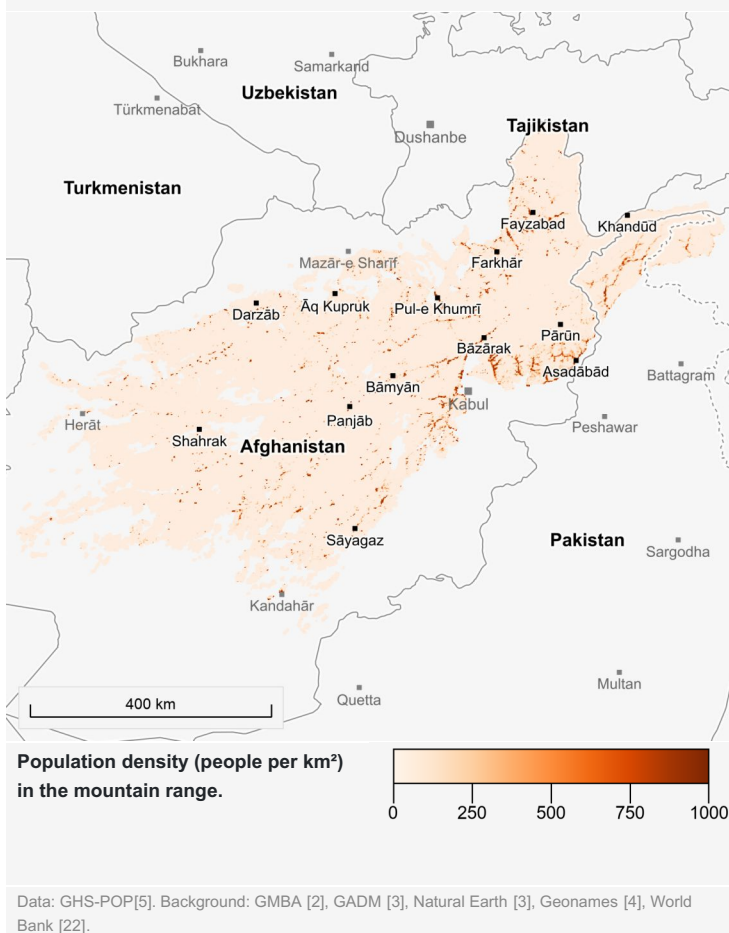 Bukhara
Samarkand
Uzbekistan
Türkmenabat
Dushanbe
Tajikistan
Turkmenistan
Fayzabad
Khandūd
Mazār-e Sharīf
Farkhār
Darzāb
Āq Kupruk
Pul-e Khumrī
Bāzārak
Pārūn
Asadābād
Bāmyān
Kabul
Battagram
Herāt
Shahrak
Panjāb
Peshawar
Afghanistan
Sāyagaz
Pakistan
Sargodha
Kandahār
Quetta
Multan
400 km
Population density (people per km²)
in the mountain range.
0 250 500 750 1000
Data: GHS-POP[5]. Background: GMBA [2], GADM [3], Natural Earth [3], Geonames [4], World
Bank [22].